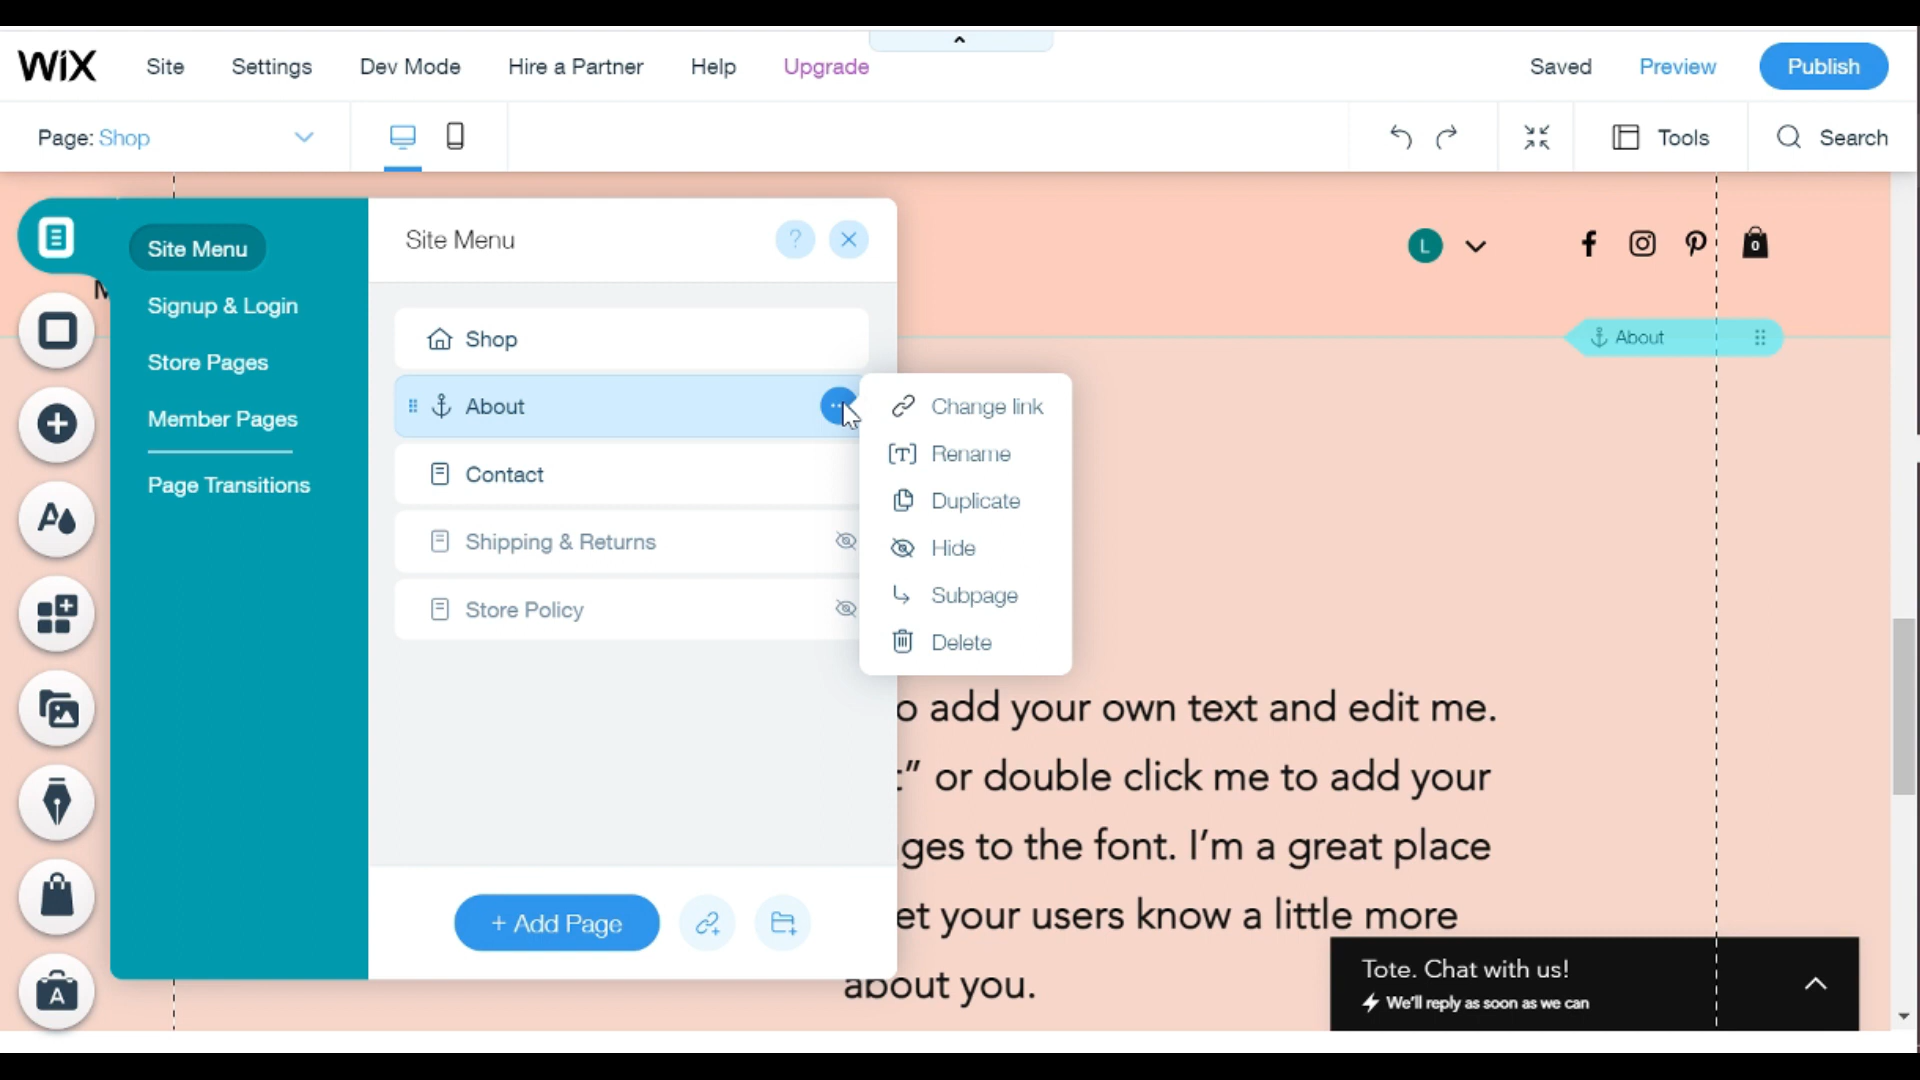 WiX Site Settings Dev Mode Hire a Partner Help Upgrade Saved Preview Publish
Page: Shop Tools Search
Site Menu
Signup & Login
Store Pages
Member Pages
Page Transitions
Site Menu ?
Shop
About
Contact
Shipping & Returns
Store Policy
+ Add Page
Change link
Rename
Duplicate
Hide
Subpage
Delete
L 0
About
o add your own text and edit me.
" or double click me to add your
ges to the font. I'm a great place
et your users know a little more
about you.
Tote. Chat with us!
We'll reply as soon as we can